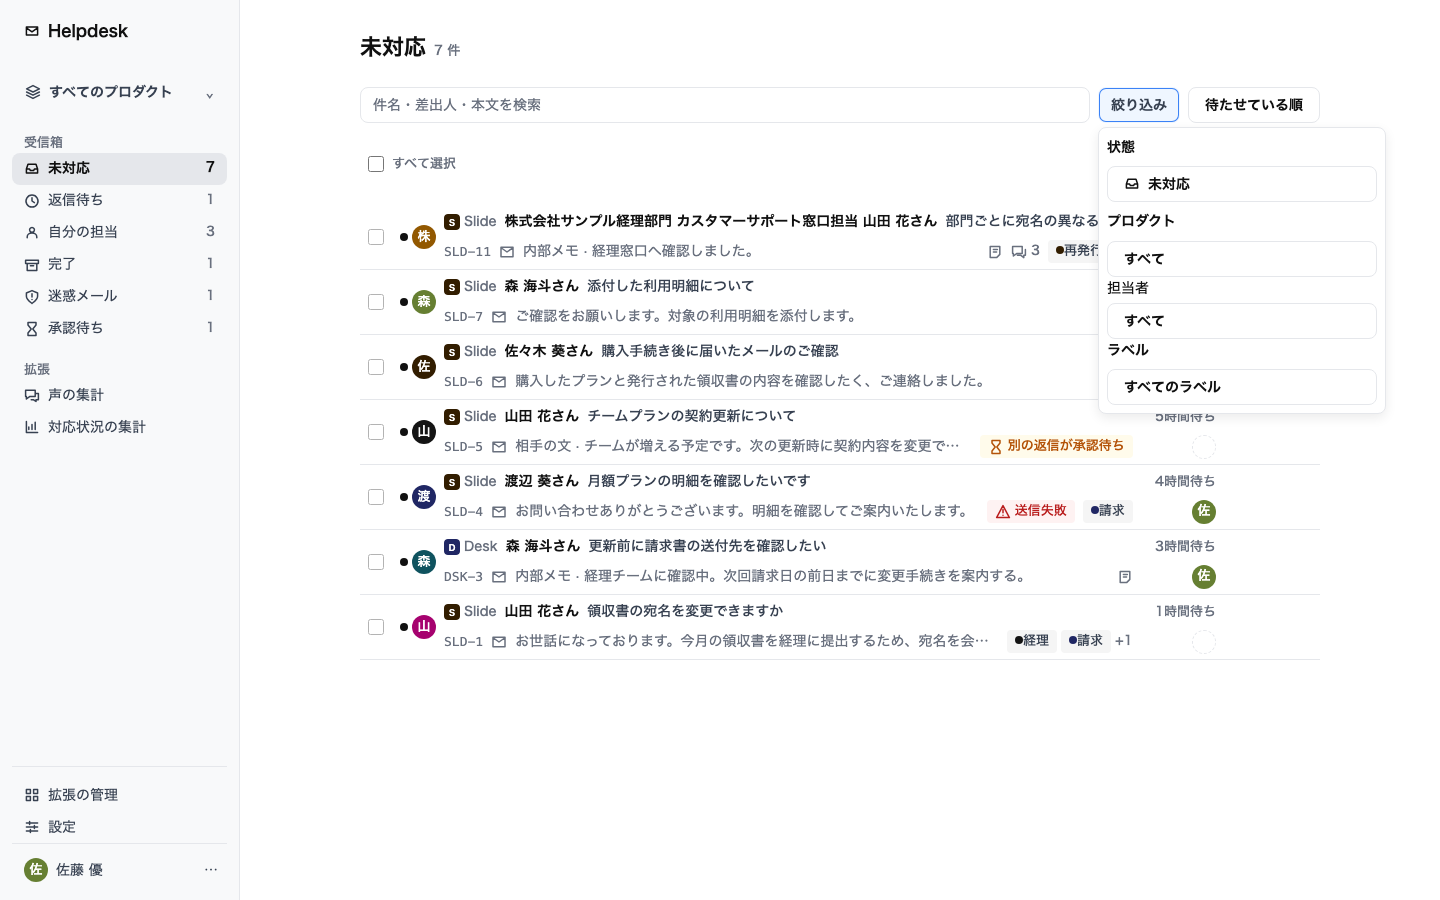 Helpdesk
すべてのプロダクト
受信箱
未対応 7
返信待ち 1
自分の担当 3
完了 1
迷惑メール 1
承認待ち 1
拡張
声の集計
対応状況の集計
拡張の管理
設定
佐 佐藤 優 …
未対応 7 件
件名・差出人・本文を検索 絞り込み 待たせている順
すべて選択
株 S Slide 株式会社サンプル経理部門 カスタマーサポート窓口担当 山田 花さん 部門ごとに宛名の異なる
SLD-11 内部メモ · 経理窓口へ確認しました。 3 再発行
森 S Slide 森 海斗さん 添付した利用明細について
SLD-7 ご確認をお願いします。対象の利用明細を添付します。
佐 S Slide 佐々木 葵さん 購入手続き後に届いたメールのご確認
SLD-6 購入したプランと発行された領収書の内容を確認したく、ご連絡しました。
山 S Slide 山田 花さん チームプランの契約更新について 5時間待ち
SLD-5 相手の文 · チームが増える予定です。次の更新時に契約内容を変更で… 別の返信が承認待ち
渡 S Slide 渡辺 葵さん 月額プランの明細を確認したいです 4時間待ち
SLD-4 お問い合わせありがとうございます。明細を確認してご案内いたします。 送信失敗 請求 佐
森 D Desk 森 海斗さん 更新前に請求書の送付先を確認したい 3時間待ち
DSK-3 内部メモ · 経理チームに確認中。次回請求日の前日までに変更手続きを案内する。 佐
山 S Slide 山田 花さん 領収書の宛名を変更できますか 1時間待ち
SLD-1 お世話になっております。今月の領収書を経理に提出するため、宛名を会… 経理 請求 +1
状態
未対応
プロダクト
すべて
担当者
すべて
ラベル
すべてのラベル